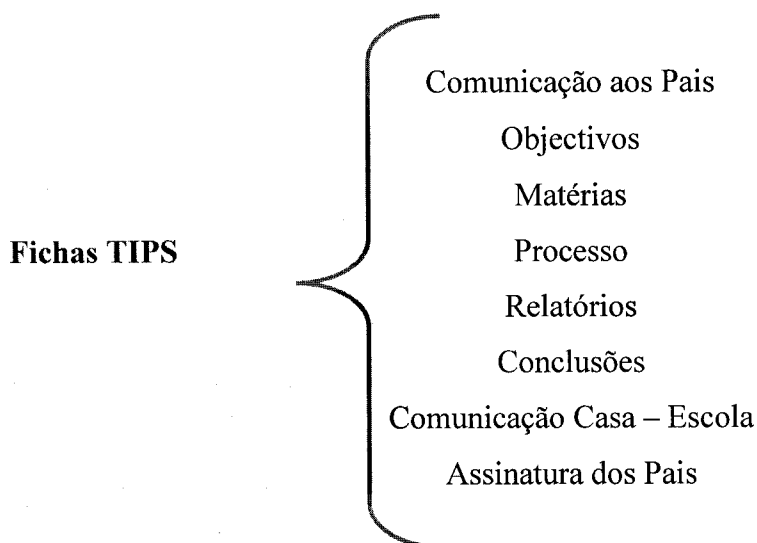 Comunicação aos Pais
Objectivos
Matérias
Fichas TIPS
Processo
Relatórios
Conclusões
Comunicação Casa – Escola
Assinatura dos Pais